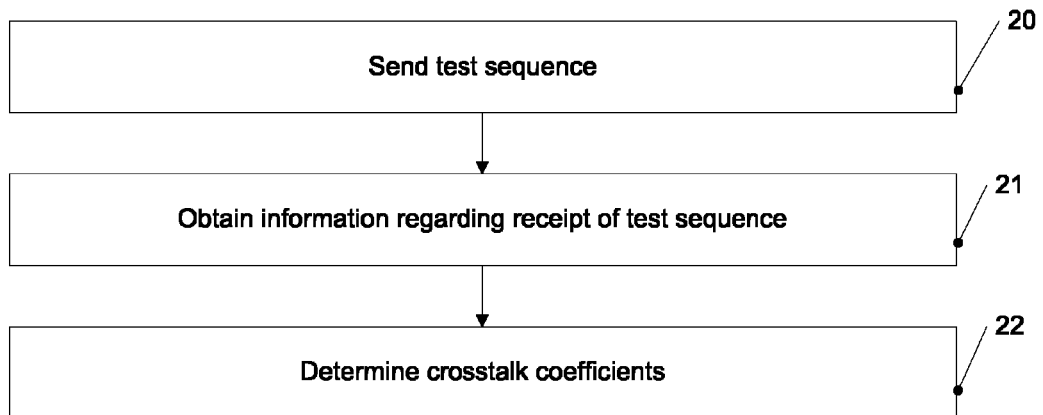 20
Send test sequence
21
Obtain information regarding receipt of test sequence
22
Determine crosstalk coefficients